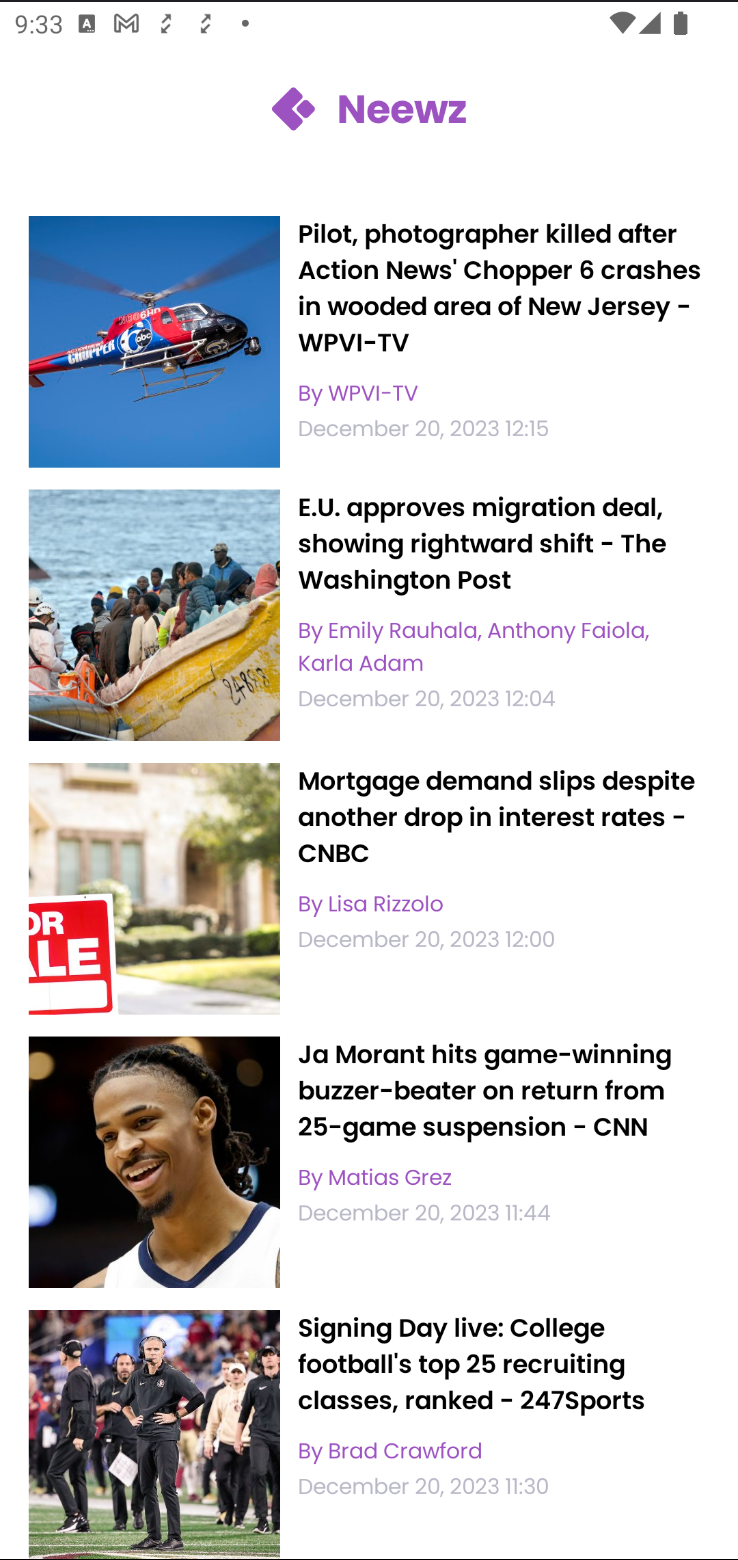 9:33
Neewz
Pilot, photographer killed after
Action News' Chopper 6 crashes
in wooded area of New Jersey -
WPVI-TV
By WPVI-TV
December 20, 2023 12:15
CHOPPER
abc
E.U. approves migration deal,
showing rightward shift - The
Washington Post
By Emily Rauhala, Anthony Faiola,
Karla Adam
December 20, 2023 12:04
Mortgage demand slips despite
another drop in interest rates -
CNBC
By Lisa Rizzolo
December 20, 2023 12:00
OR
ALE
Ja Morant hits game-winning
buzzer-beater on return from
25-game suspension - CNN
By Matias Grez
December 20, 2023 11:44
Signing Day live: College
football's top 25 recruiting
classes, ranked - 247Sports
By Brad Crawford
December 20, 2023 11:30